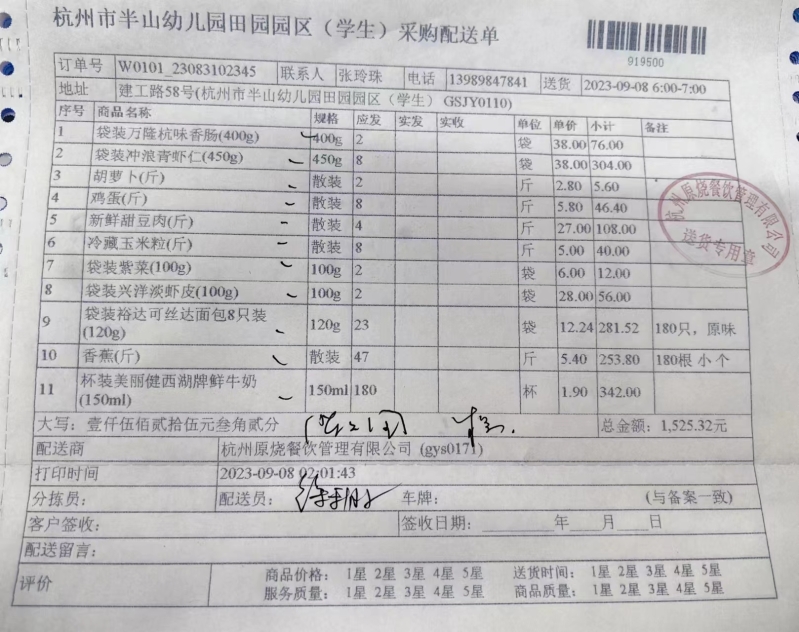 杭州市半山幼儿园田园园区（学生）采购配送单
919500
订单号 W0101_23083102345 联系人 张玲珠 电话 13989847841 送货 2023-09-08 6:00-7:00
地址 建工路58号(杭州市半山幼儿园田园园区（学生） GSJY0110)
序号 商品名称 规格 应发 实发 实收 单位 单价 小计 备注
1 袋装万隆杭味香肠(400g) 400g 2 袋 38.00 76.00
2 袋装冲浪青虾仁(450g) 450g 8 袋 38.00 304.00
3 胡萝卜(斤) 散装 2 斤 2.80 5.60
4 鸡蛋(斤) 散装 8 斤 5.80 46.40
5 新鲜甜豆肉(斤) 散装 4 斤 27.00 108.00
6 冷藏玉米粒(斤) 散装 8 斤 5.00 40.00
7 袋装紫菜(100g) 100g 2 袋 6.00 12.00
8 袋装兴洋淡虾皮(100g) 100g 2 袋 28.00 56.00
9 袋装裕达可丝达面包8只装(120g) 120g 23 袋 12.24 281.52 180只，原味
10 香蕉(斤) 散装 47 斤 5.40 253.80 180根 小 个
11 杯装美丽健西湖牌鲜牛奶(150ml) 150ml 180 杯 1.90 342.00
杭州原烧餐饮管理有限公司
送货专用章
大写：壹仟伍佰贰拾伍元叁角贰分 总金额：1,525.32元
配送商 杭州原烧餐饮管理有限公司 (gys0171)
打印时间 2023-09-08 02:01:43
分拣员： 配送员： 车牌： (与备案一致)
客户签收： 签收日期： 年 月 日
配送留言：
评价 商品价格： 1星 2星 3星 4星 5星 送货时间： 1星 2星 3星 4星 5星
服务质量： 1星 2星 3星 4星 5星 商品质量： 1星 2星 3星 4星 5星